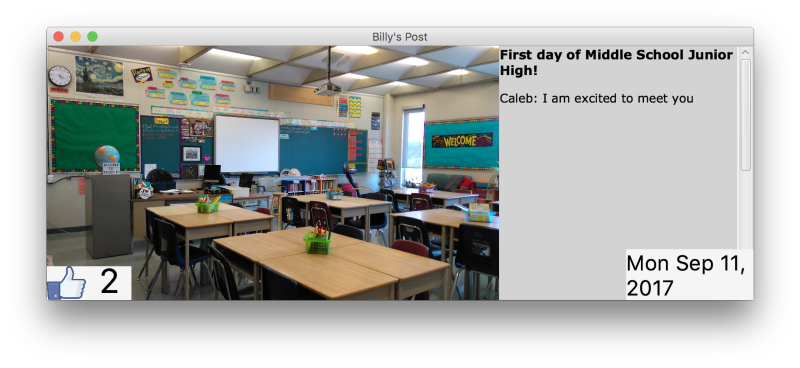 Billy's Post
First day of Middle School Junior
High!
Caleb: I am excited to meet you
WELCOME
2
Mon Sep 11,
2017